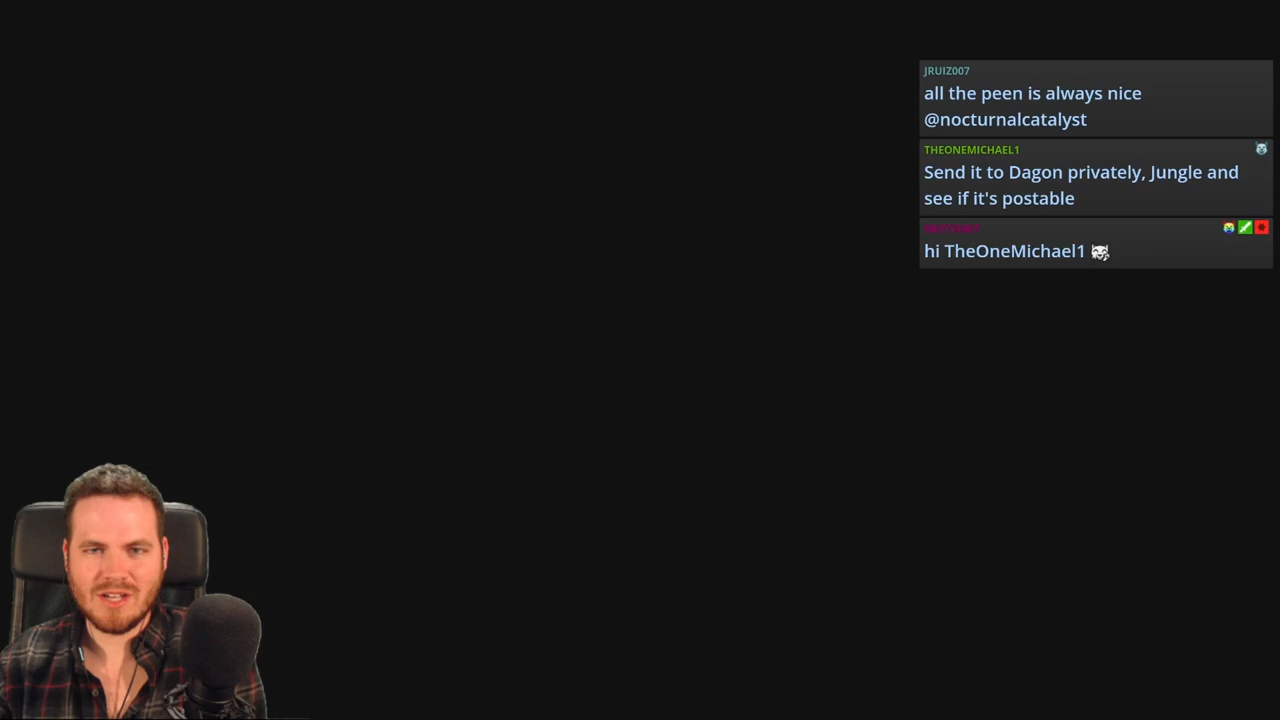 JRUIZ007
all the peen is always nice
@nocturnalcatalyst
THEONEMICHAEL1
Send it to Dagon privately, Jungle and
see if it's postable
hi TheOneMichael1